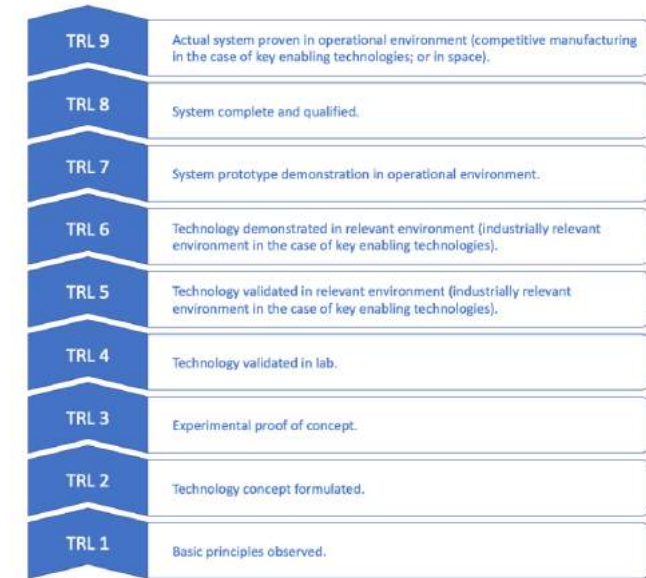 TRL 9
Actual system proven in operational environment (competitive manufacturing
in the case of key enabling technologies; or in space).
TRL 8
System complete and qualified.
TRL 7
System prototype demonstration in operational environment.
TRL 6
Technology demonstrated in relevant environment (industrially relevant
environment in the case of key enabling technologies).
TRL 5
Technology validated in relevant environment (industrially relevant
environment in the case of key enabling technologies).
TRL 4
Technology validated in lab.
TRL 3
Experimental proof of concept.
TRL 2
Technology concept formulated.
TRL 1
Basic principles observed.